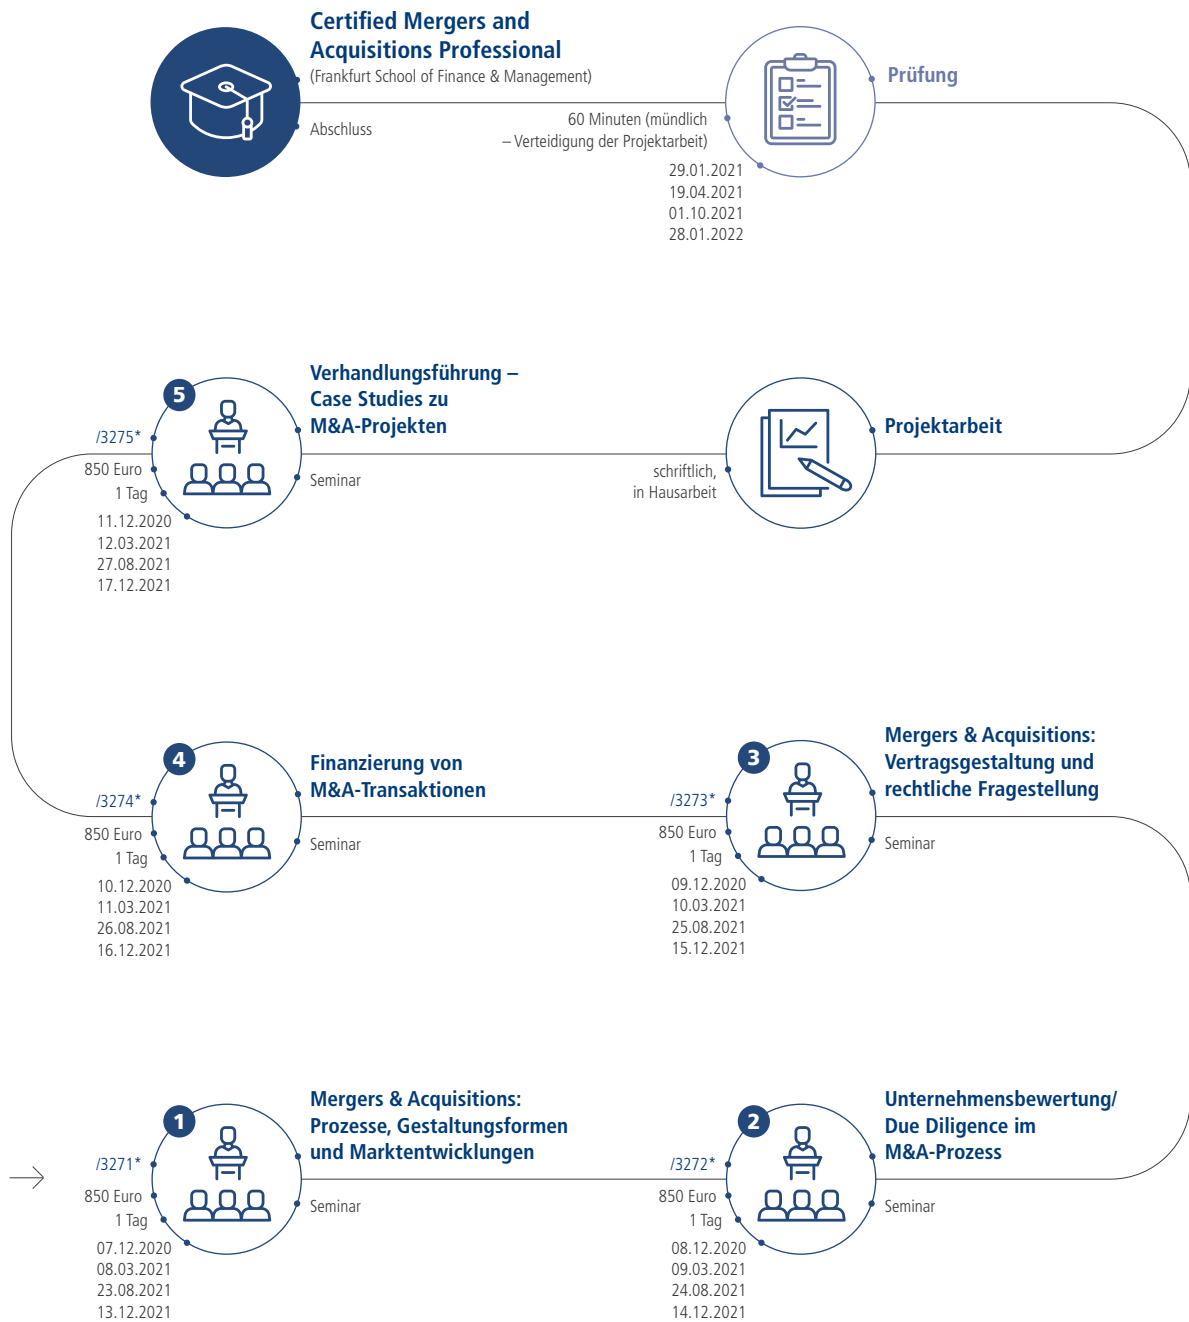 Certified Mergers and
Acquisitions Professional
(Frankfurt School of Finance & Management)
Abschluss
Prüfung
60 Minuten (mündlich
– Verteidigung der Projektarbeit)
29.01.2021
19.04.2021
01.10.2021
28.01.2022
5
Verhandlungsführung –
Case Studies zu
M&A-Projekten
/3275*
850 Euro
1 Tag
Seminar
11.12.2020
12.03.2021
27.08.2021
17.12.2021
Projektarbeit
schriftlich,
in Hausarbeit
4
Finanzierung von
M&A-Transaktionen
/3274*
850 Euro
1 Tag
Seminar
10.12.2020
11.03.2021
26.08.2021
16.12.2021
3
Mergers & Acquisitions:
Vertragsgestaltung und
rechtliche Fragestellung
/3273*
850 Euro
1 Tag
Seminar
09.12.2020
10.03.2021
25.08.2021
15.12.2021
1
Mergers & Acquisitions:
Prozesse, Gestaltungsformen
und Marktentwicklungen
/3271*
850 Euro
1 Tag
Seminar
07.12.2020
08.03.2021
23.08.2021
13.12.2021
2
Unternehmensbewertung/
Due Diligence im
M&A-Prozess
/3272*
850 Euro
1 Tag
Seminar
08.12.2020
09.03.2021
24.08.2021
14.12.2021